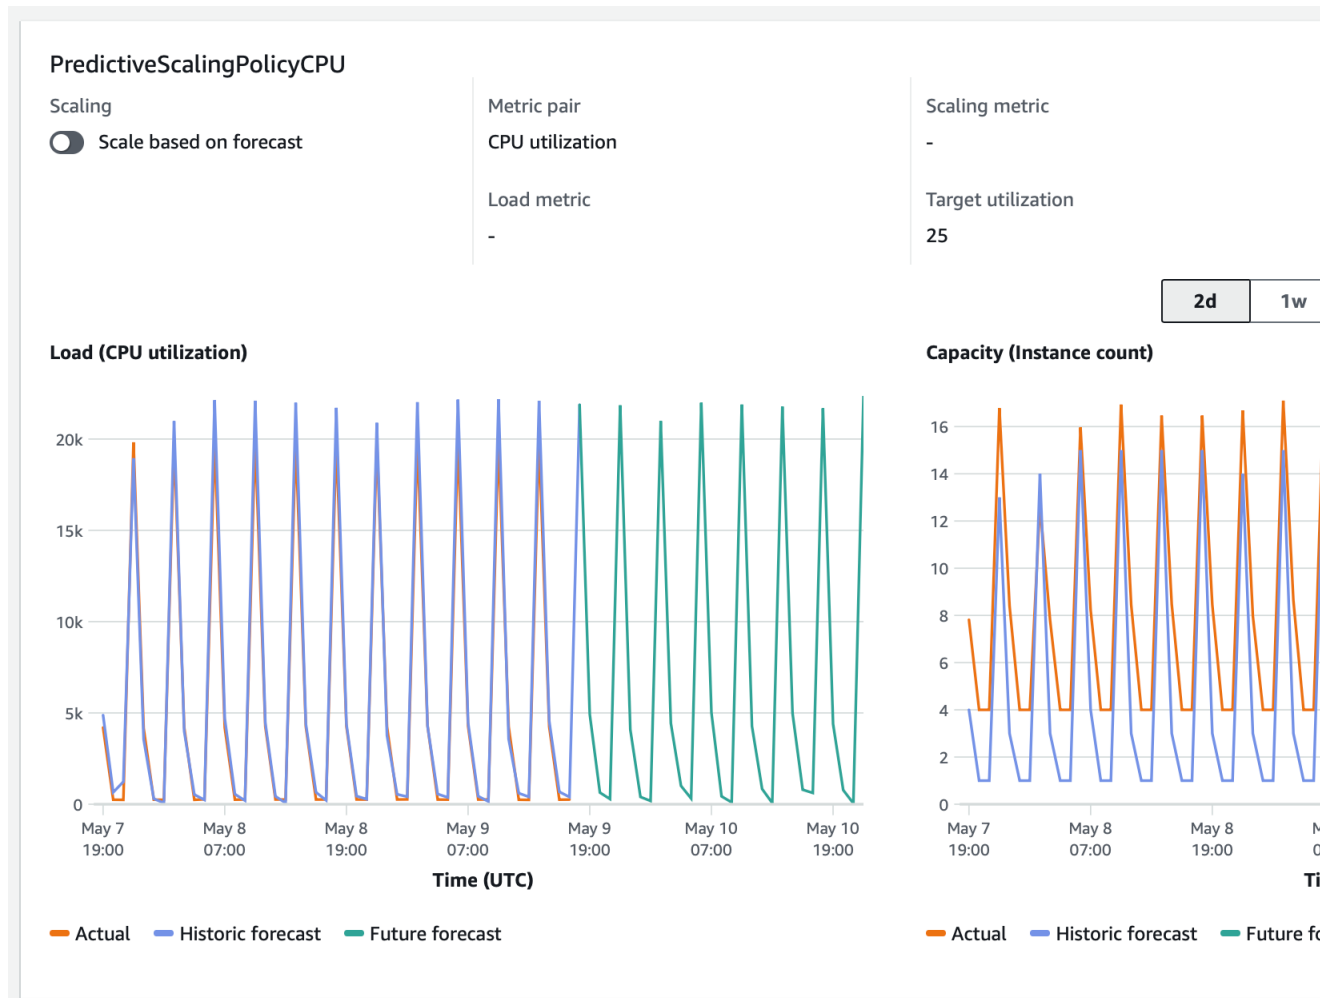 PredictiveScalingPolicyCPU
Scaling
Scale based on forecast
Metric pair
CPU utilization
Load metric
-
Scaling metric
-
Target utilization
25
2d 1w
Load (CPU utilization)
20k
15k
10k
5k
0
May 7 May 8 May 8 May 9 May 9 May 10 May 10
19:00 07:00 19:00 07:00 19:00 07:00 19:00
Time (UTC)
Actual Historic forecast Future forecast
Capacity (Instance count)
16
14
12
10
8
6
4
2
0
May 7 May 8 May 8
19:00 07:00 19:00
Actual Historic forecast Future